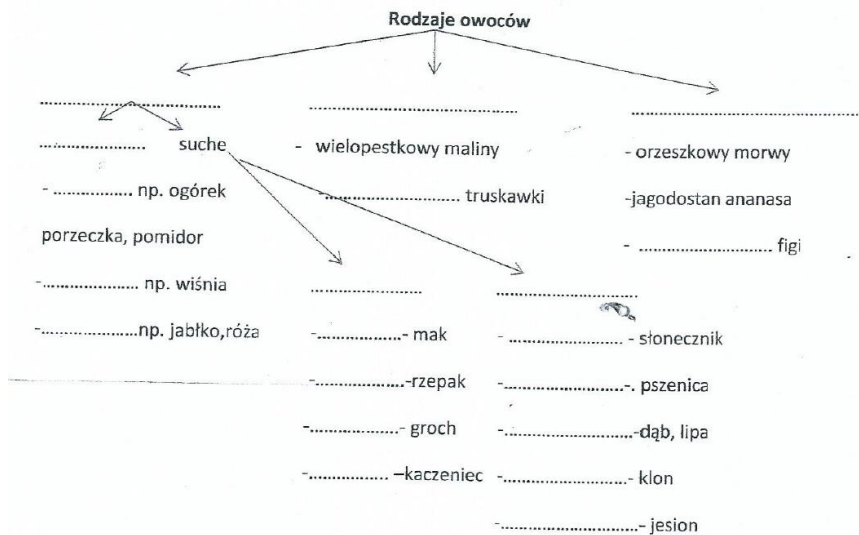 Rodzaje owoców
.......................................
.......................................
.......................................
....................... suche
- wielopestkowy maliny
- orzeszkowy morwy
- ................. np. ogórek
-............................. truskawki
-jagodostan ananasa
porzeczka, pomidor
- ............................. figi
-..................... np. wiśnia
........................
..............................
-.....................np. jabłko,róża
-...................- mak
- ........................ - słonecznik
-....................-rzepak
-..........................-. pszenica
-...................- groch
-...........................-dąb, lipa
-................. –kaczeniec
-...........................- klon
-..............................- jesion